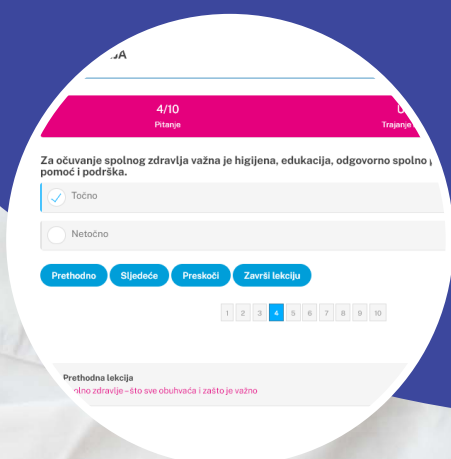 4/10
Pitanje
Trajanje
Za očuvanje spolnog zdravlja važna je higijena, edukacija, odgovorno spolno
pomoć i podrška.
Točno
Netočno
Prethodno Sljedeće Preskoči Završi lekciju
1 2 3 4 5 6 7 8 9 10
Prethodna lekcija
zdravlje – što sve obuhvaća i zašto je važno